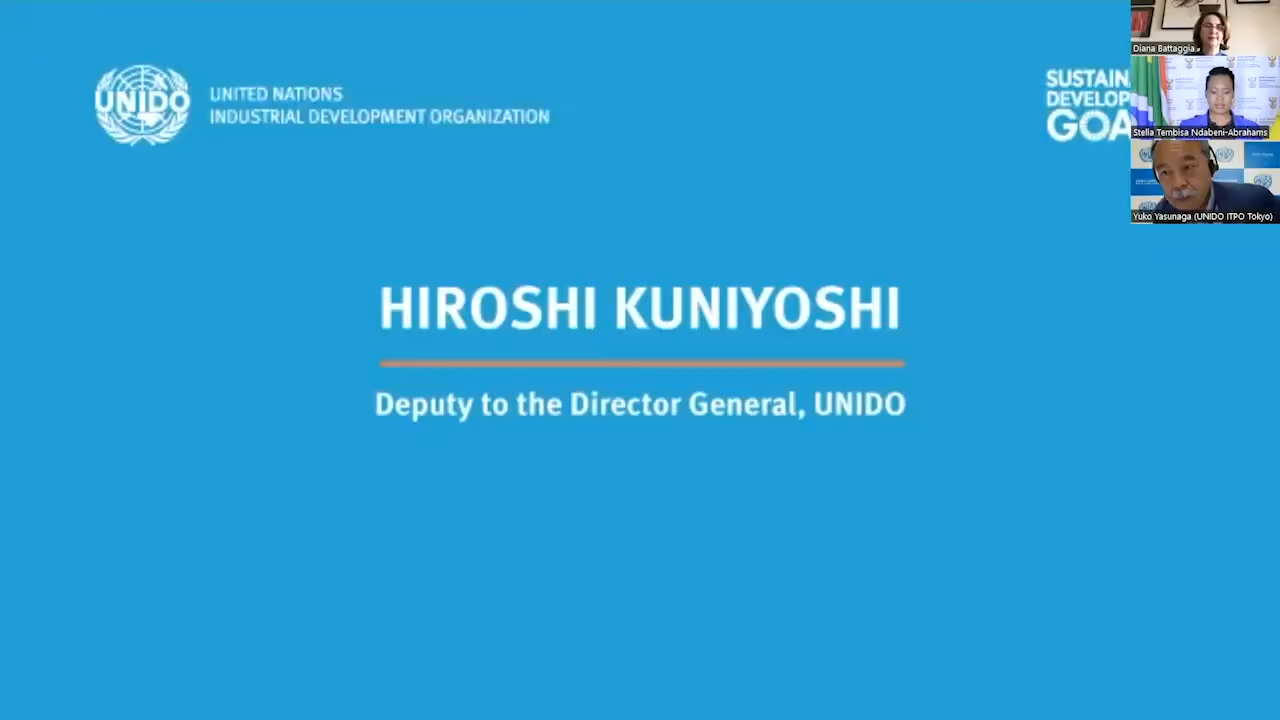 UNIDO
UNITED NATIONS
INDUSTRIAL DEVELOPMENT ORGANIZATION
SUSTAIN
DEVELOP
GOA
Diana Battaggia
Stella Tembisa Ndabeni-Abrahams
Yuko Yasunaga (UNIDO ITPO Tokyo)
HIROSHI KUNIYOSHI
Deputy to the Director General, UNIDO